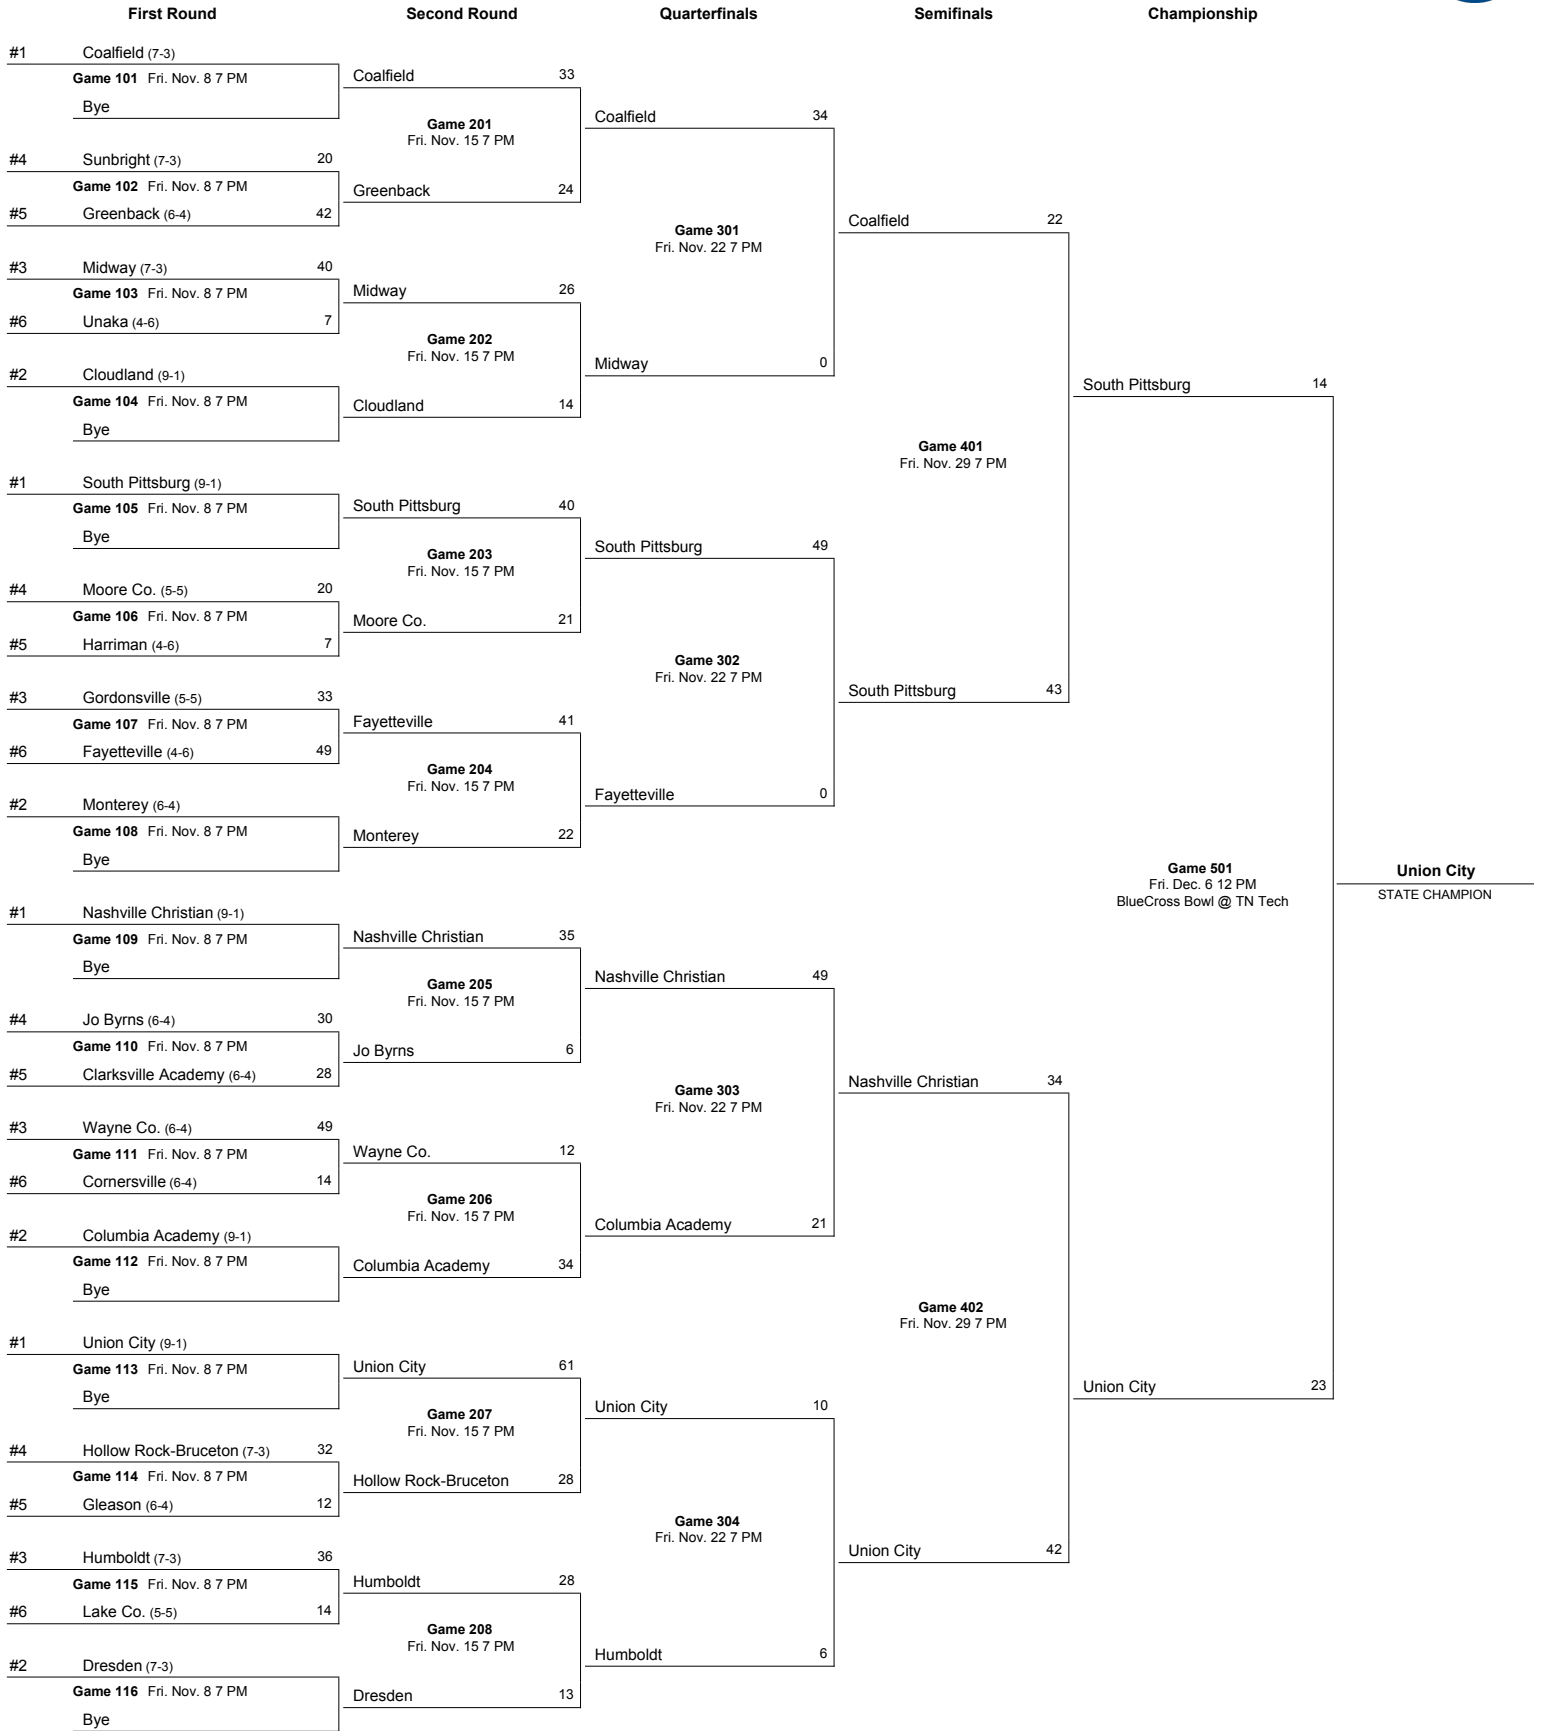 First Round Second Round Quarterfinals Semifinals Championship
#1 Coalfield (7-3)
Game 101 Fri. Nov. 8 7 PM
Bye
#4 Sunbright (7-3) 20
Game 102 Fri. Nov. 8 7 PM
#5 Greenback (6-4) 42
#3 Midway (7-3) 40
Game 103 Fri. Nov. 8 7 PM
#6 Unaka (4-6) 7
#2 Cloudland (9-1)
Game 104 Fri. Nov. 8 7 PM
Bye
#1 South Pittsburg (9-1)
Game 105 Fri. Nov. 8 7 PM
Bye
#4 Moore Co. (5-5) 20
Game 106 Fri. Nov. 8 7 PM
#5 Harriman (4-6) 7
#3 Gordonsville (5-5) 33
Game 107 Fri. Nov. 8 7 PM
#6 Fayetteville (4-6) 49
#2 Monterey (6-4)
Game 108 Fri. Nov. 8 7 PM
Bye
#1 Nashville Christian (9-1)
Game 109 Fri. Nov. 8 7 PM
Bye
#4 Jo Byrns (6-4) 30
Game 110 Fri. Nov. 8 7 PM
#5 Clarksville Academy (6-4) 28
#3 Wayne Co. (6-4) 49
Game 111 Fri. Nov. 8 7 PM
#6 Cornersville (6-4) 14
#2 Columbia Academy (9-1)
Game 112 Fri. Nov. 8 7 PM
Bye
#1 Union City (9-1)
Game 113 Fri. Nov. 8 7 PM
Bye
#4 Hollow Rock-Bruceton (7-3) 32
Game 114 Fri. Nov. 8 7 PM
#5 Gleason (6-4) 12
#3 Humboldt (7-3) 36
Game 115 Fri. Nov. 8 7 PM
#6 Lake Co. (5-5) 14
#2 Dresden (7-3)
Game 116 Fri. Nov. 8 7 PM
Bye
Coalfield 33
Game 201
Fri. Nov. 15 7 PM
Greenback 24
Midway 26
Game 202
Fri. Nov. 15 7 PM
Cloudland 14
South Pittsburg 40
Game 203
Fri. Nov. 15 7 PM
Moore Co. 21
Fayetteville 41
Game 204
Fri. Nov. 15 7 PM
Monterey 22
Nashville Christian 35
Game 205
Fri. Nov. 15 7 PM
Jo Byrns 6
Wayne Co. 12
Game 206
Fri. Nov. 15 7 PM
Columbia Academy 34
Union City 61
Game 207
Fri. Nov. 15 7 PM
Hollow Rock-Bruceton 28
Humboldt 28
Game 208
Fri. Nov. 15 7 PM
Dresden 13
Coalfield 34
Game 301
Fri. Nov. 22 7 PM
Midway 0
South Pittsburg 49
Game 302
Fri. Nov. 22 7 PM
Fayetteville 0
Nashville Christian 49
Game 303
Fri. Nov. 22 7 PM
Columbia Academy 21
Union City 10
Game 304
Fri. Nov. 22 7 PM
Humboldt 6
Coalfield 22
Game 401
Fri. Nov. 29 7 PM
South Pittsburg 43
Nashville Christian 34
Game 402
Fri. Nov. 29 7 PM
Union City 42
South Pittsburg 14
Game 501
Fri. Dec. 6 12 PM
BlueCross Bowl @ TN Tech
Union City 23
Union City
STATE CHAMPION